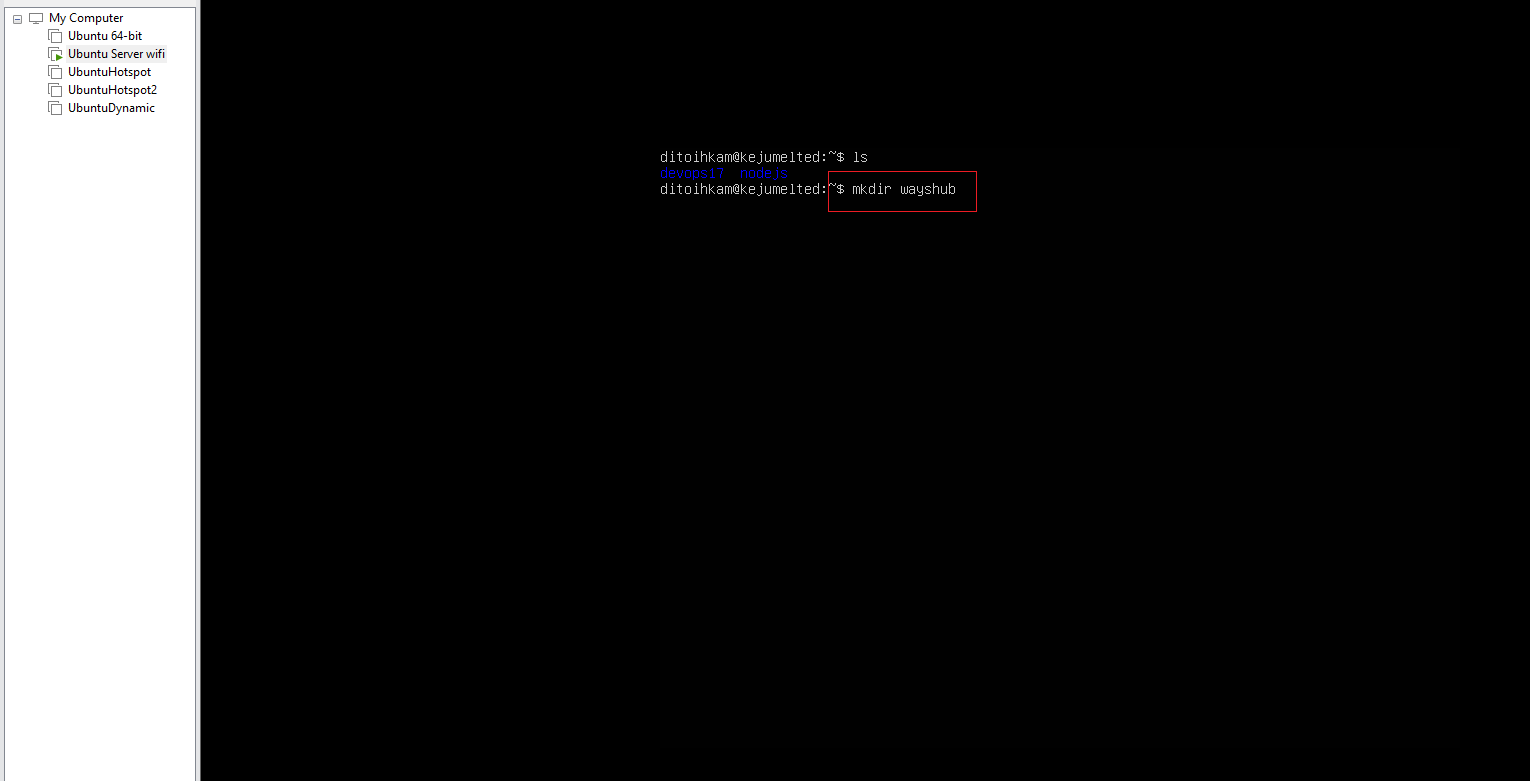 My Computer
Ubuntu 64-bit
Ubuntu Server wifi
UbuntuHotspot
UbuntuHotspot2
UbuntuDynamic
ditoihkam@kejumelted:~$ ls
devops17  nodejs
ditoihkam@kejumelted:~$ mkdir wayshub